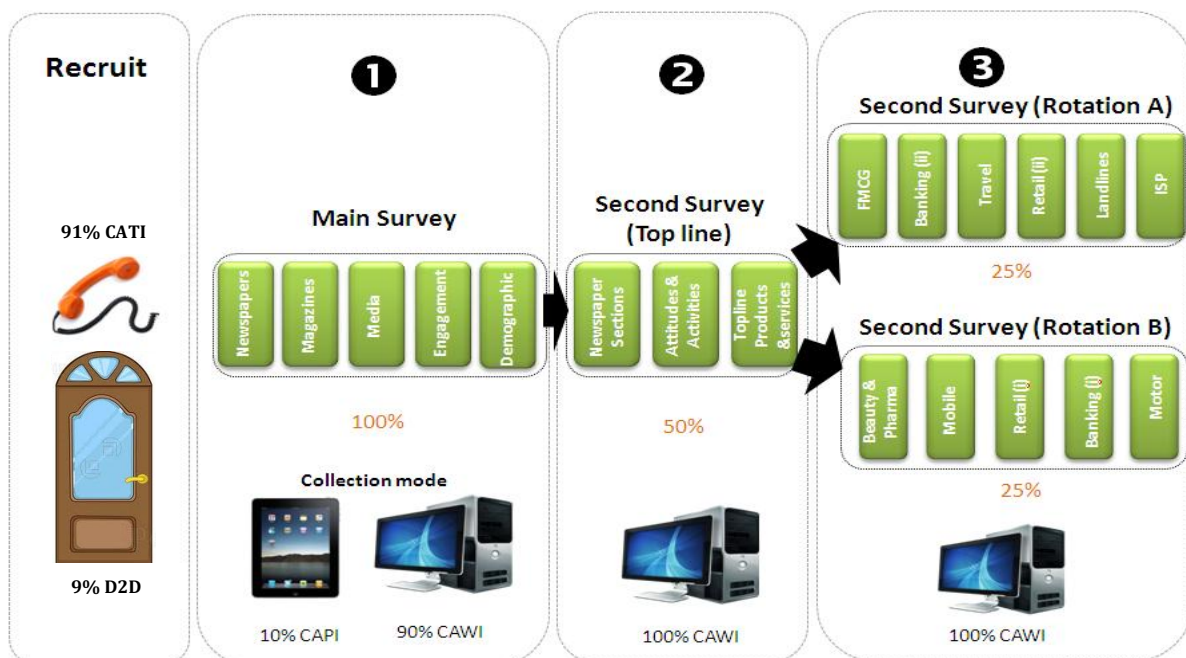 Recruit
91% CATI
9% D2D
1
Main Survey
Newspapers
Magazines
Media
Engagement
Demographic
100%
Collection mode
10% CAPI
90% CAWI
2
Second Survey
(Top line)
Newspaper
Sections
Attitudes &
Activities
Topline
Products
&services
50%
100% CAWI
3
Second Survey (Rotation A)
FMCG
Banking (ii)
Travel
Retail (ii)
Landlines
ISP
25%
Second Survey (Rotation B)
Beauty &
Pharma
Mobile
Retail (i)
Banking (i)
Motor
25%
100% CAWI